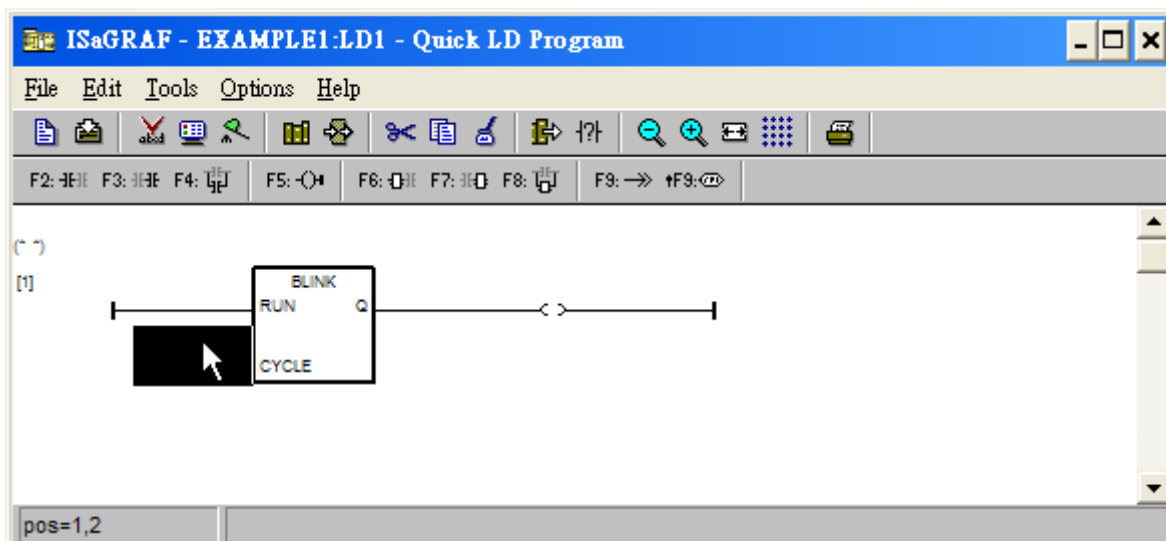 ISaGRAF - EXAMPLE1:LD1 - Quick LD Program
File Edit Tools Options Help
F2: F3: F4: F5: F6: F7: F8: F9: F9:
(* *)
[1]
BLINK
RUN Q
CYCLE
pos=1,2